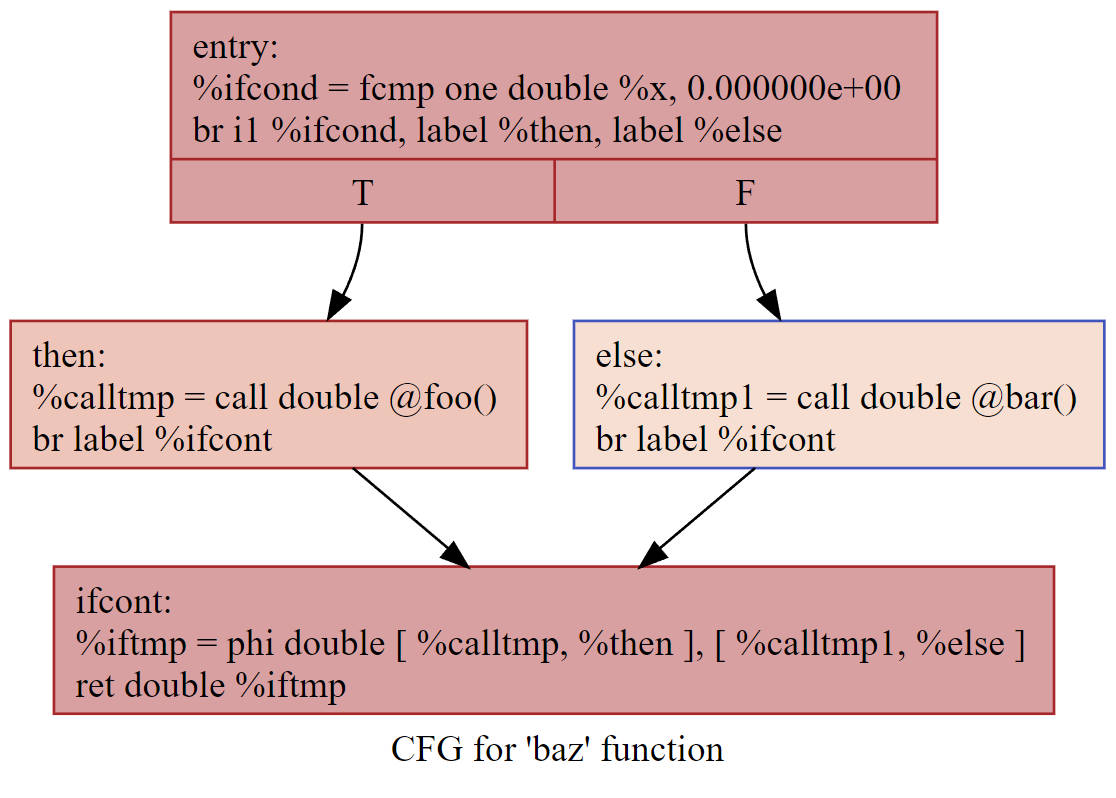 entry:
%ifcond = fcmp one double %x, 0.000000e+00
br i1 %ifcond, label %then, label %else
T
F
then:
%calltmp = call double @foo()
br label %ifcont
else:
%calltmp1 = call double @bar()
br label %ifcont
ifcont:
%iftmp = phi double [ %calltmp, %then ], [ %calltmp1, %else ]
ret double %iftmp
CFG for 'baz' function